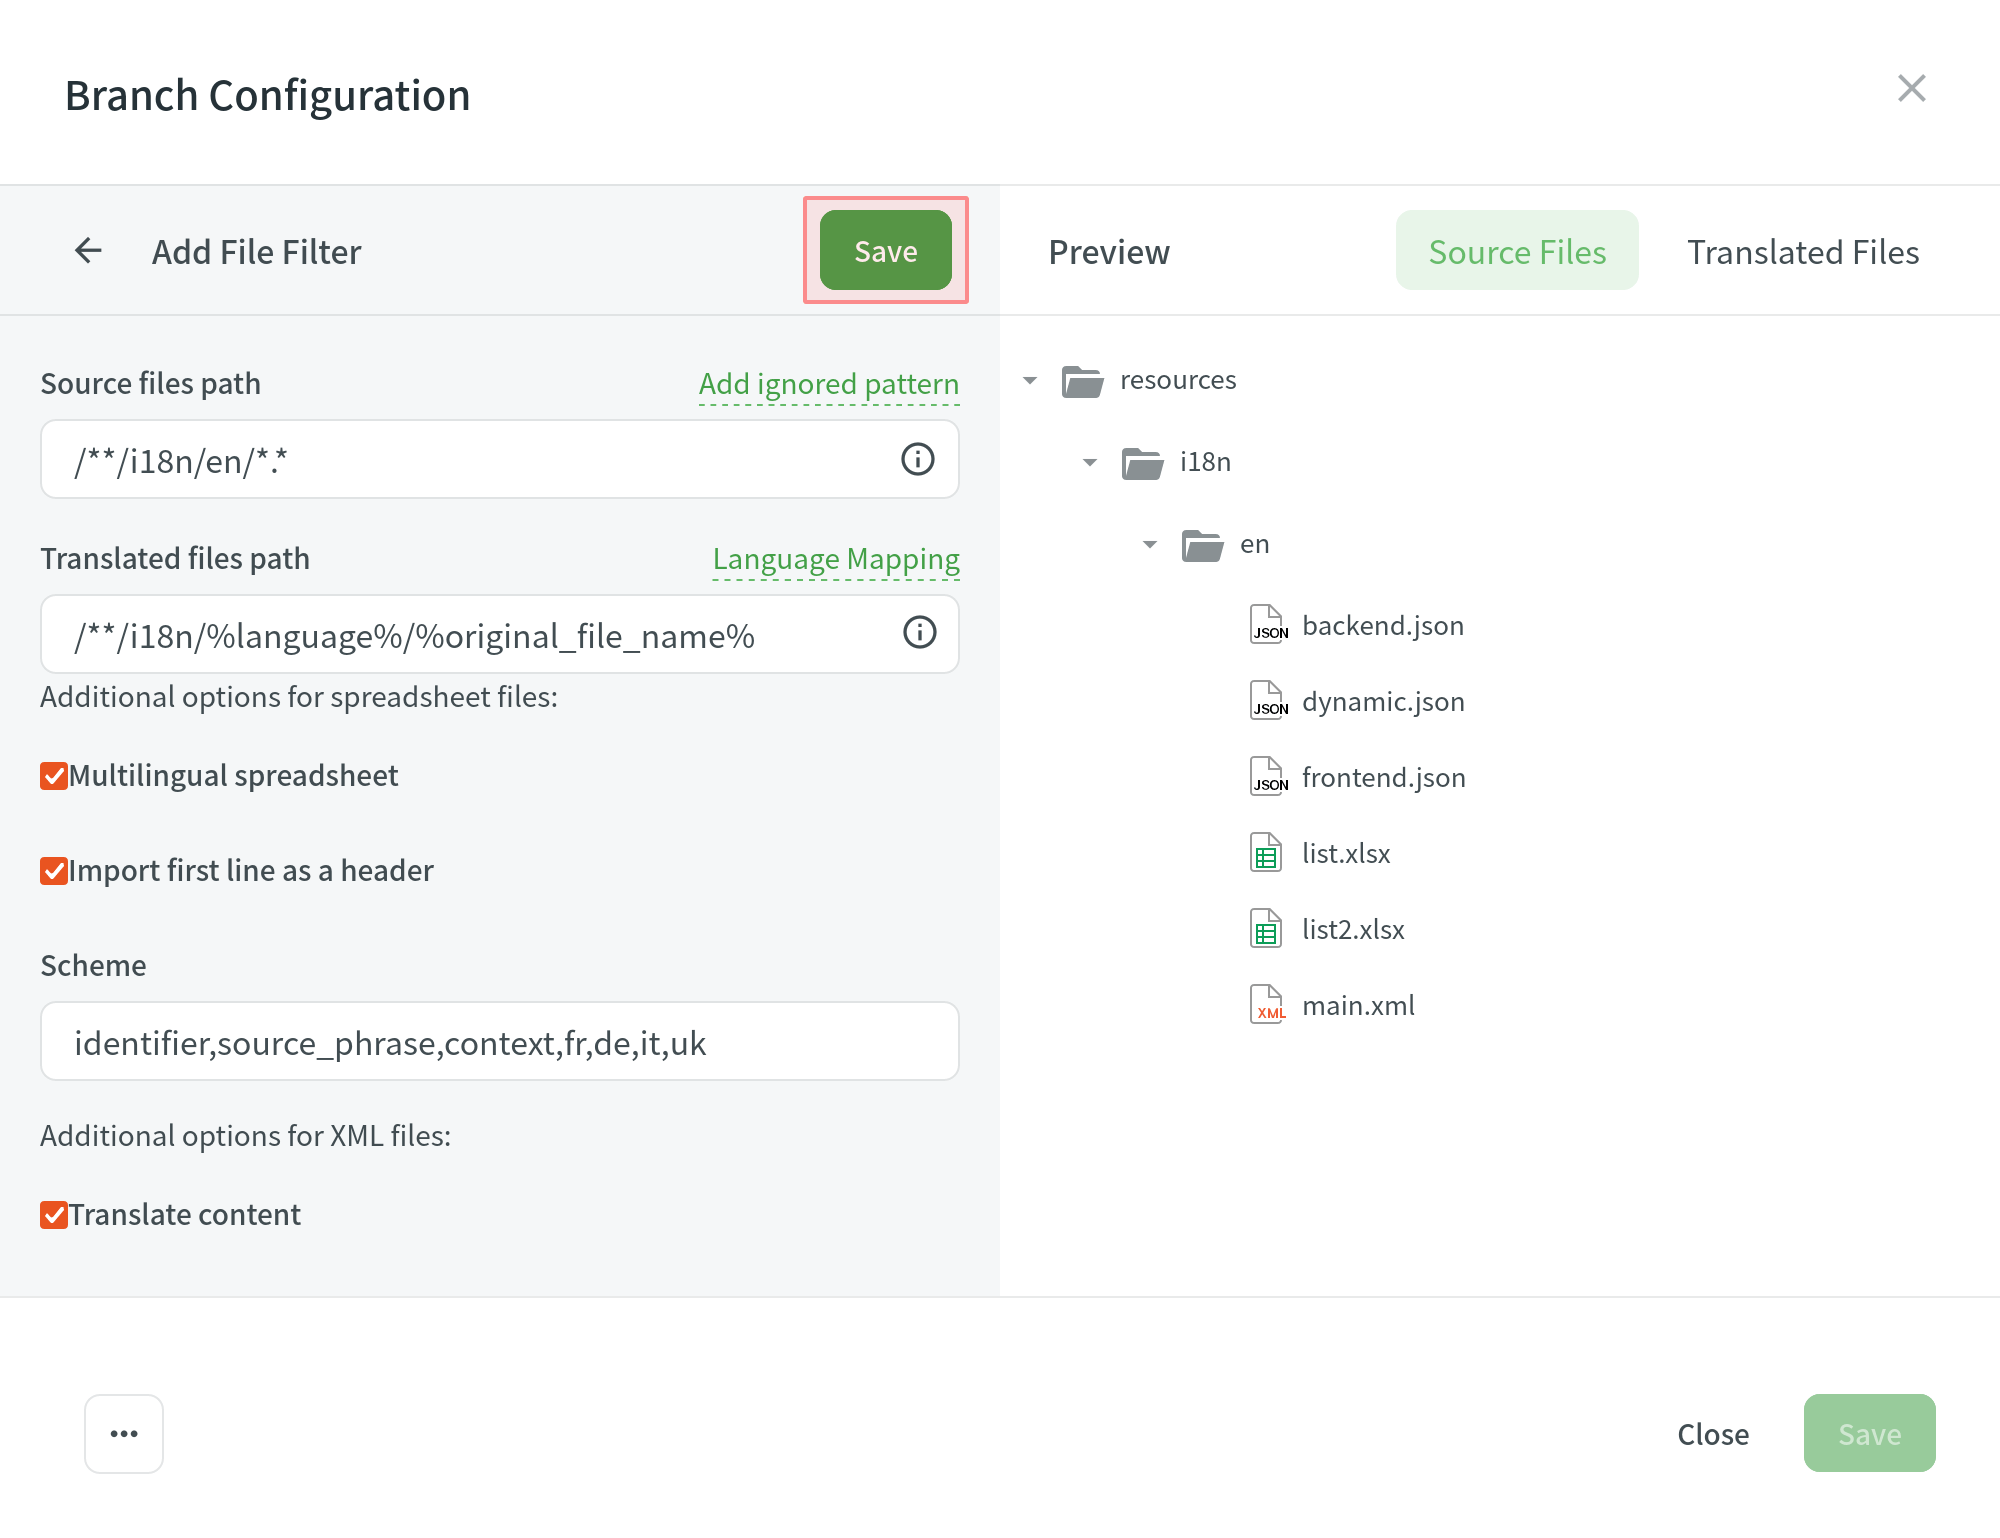 Branch Configuration
Add File Filter
Save
Source files path
Add ignored pattern
/**/i18n/en/*.*
Translated files path
Language Mapping
/**/i18n/%language%/%original_file_name%
Additional options for spreadsheet files:
Multilingual spreadsheet
Import first line as a header
Scheme
identifier,source_phrase,context,fr,de,it,uk
Additional options for XML files:
Translate content
Preview
Source Files
Translated Files
resources
i18n
en
JSON
backend.json
JSON
dynamic.json
JSON
frontend.json
list.xlsx
list2.xlsx
XML
main.xml
Close
Save